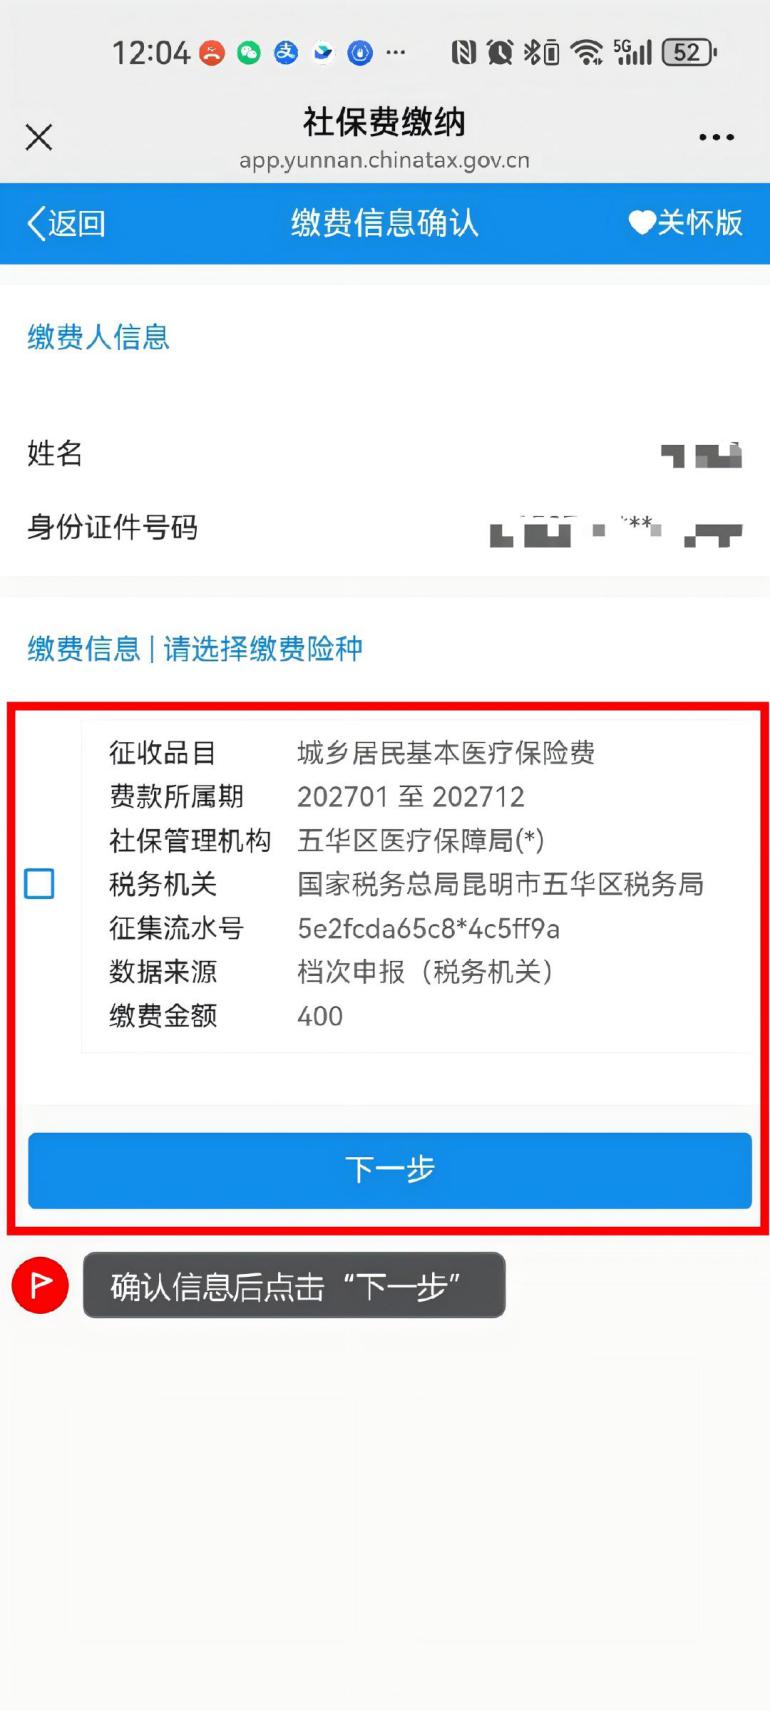 12:04 ··· 5G 52
社保费缴纳
app.yunnan.chinatax.gov.cn
返回 缴费信息确认 关怀版
缴费人信息
姓名
身份证件号码 **
缴费信息 | 请选择缴费险种
征收品目 城乡居民基本医疗保险费
费款所属期 202701 至 202712
社保管理机构 五华区医疗保障局(*)
税务机关 国家税务总局昆明市五华区税务局
征集流水号 5e2fcda65c8*4c5ff9a
数据来源 档次申报（税务机关）
缴费金额 400
下一步
确认信息后点击“下一步”